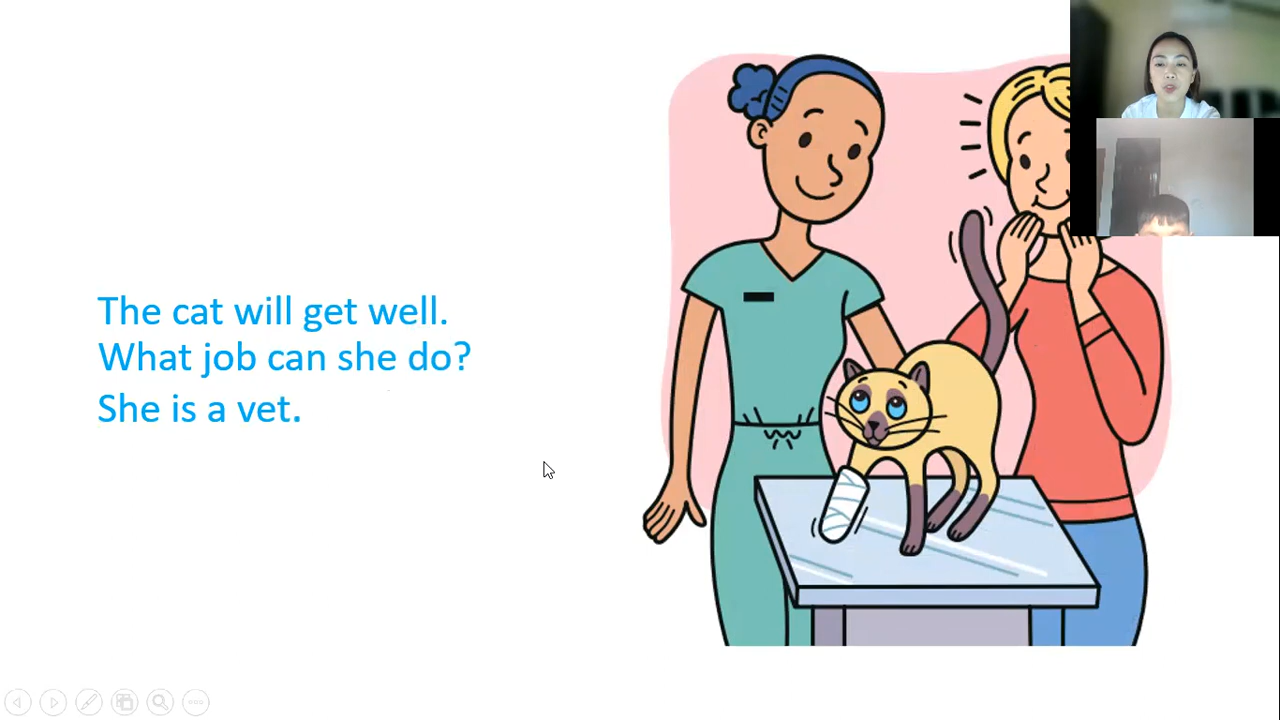 The cat will get well.
What job can she do?
She is a vet.